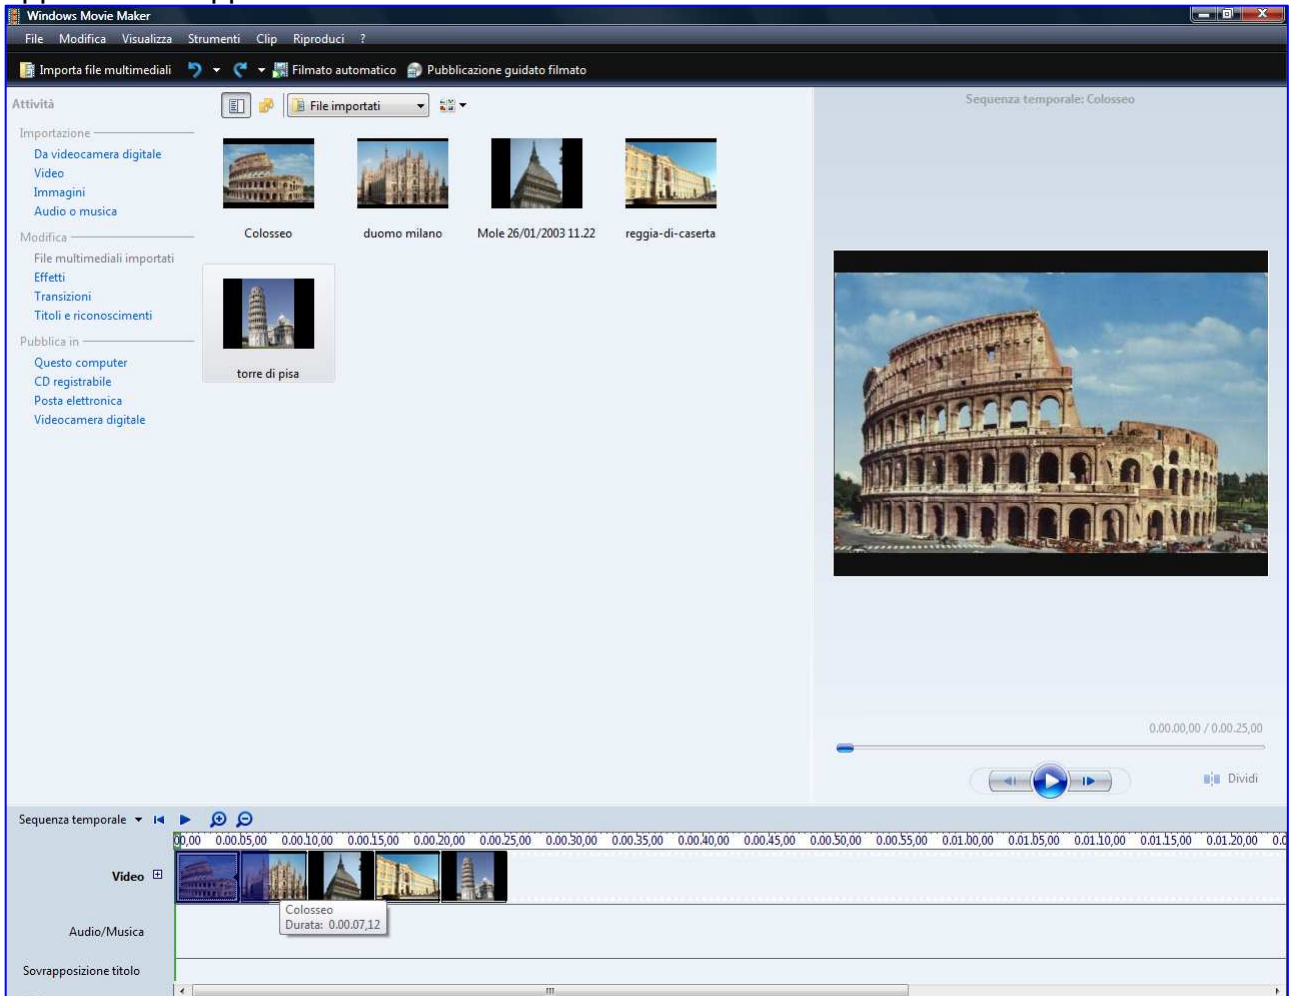 Windows Movie Maker
File Modifica Visualizza Strumenti Clip Riproduci ?
Importa file multimediali Filmato automatico Pubblicazione guidato filmato
Attività
Importazione
Da videocamera digitale
Video
Immagini
Audio o musica
Modifica
File multimediali importati
Effetti
Transizioni
Titoli e riconoscimenti
Pubblica in
Questo computer
CD registrabile
Posta elettronica
Videocamera digitale
File importati
Colosseo duomo milano Mole 26/01/2003 11.22 reggia-di-caserta
torre di pisa
Sequenza temporale: Colosseo
0.00.00,00 / 0.00.25,00
Dividi
Sequenza temporale
00,00 0.00.05,00 0.00.10,00 0.00.15,00 0.00.20,00 0.00.25,00 0.00.30,00 0.00.35,00 0.00.40,00 0.00.45,00 0.00.50,00 0.00.55,00 0.01.00,00 0.01.05,00 0.01.10,00 0.01.15,00 0.01.20,00
Video
Colosseo
Durata: 0.00.07,12
Audio/Musica
Sovrapposizione titolo